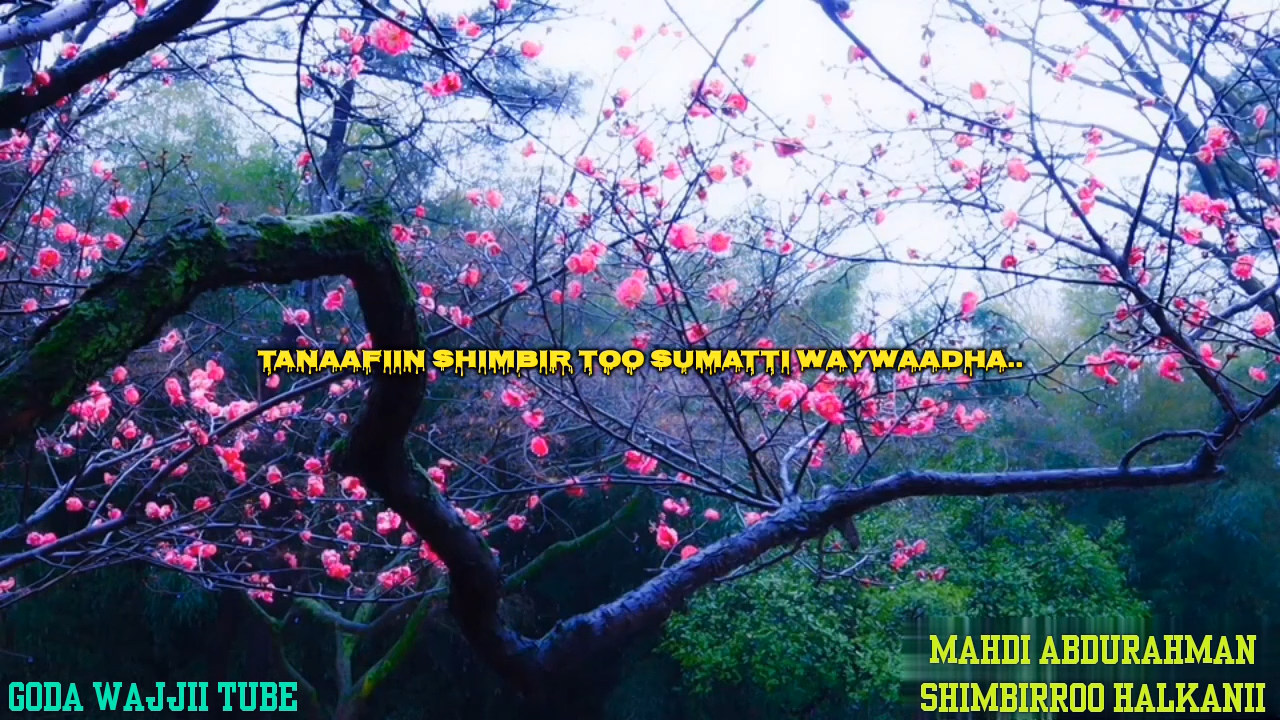 TANAAFIIN SHIMBIR TOO SUMATTI WAYWAADHA..
MAHDI ABDURAHMAN
GODA WAJJII TUBE
SHIMBIRROO HALKANII